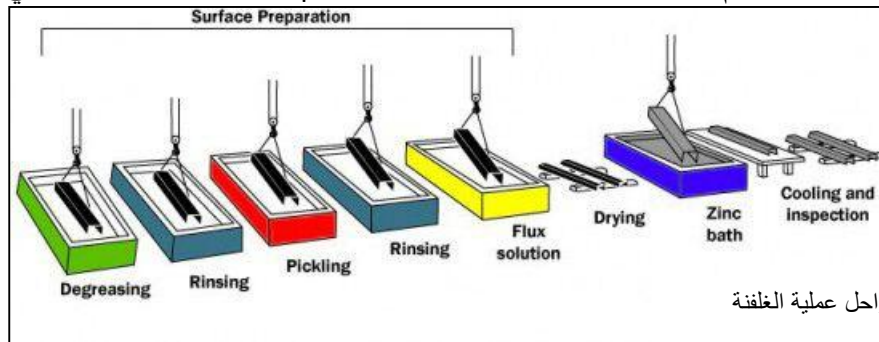 Surface Preparation
Degreasing
Rinsing
Pickling
Rinsing
Flux
solution
Drying
Zinc
bath
Cooling and
inspection
احل عملية الغلفنة